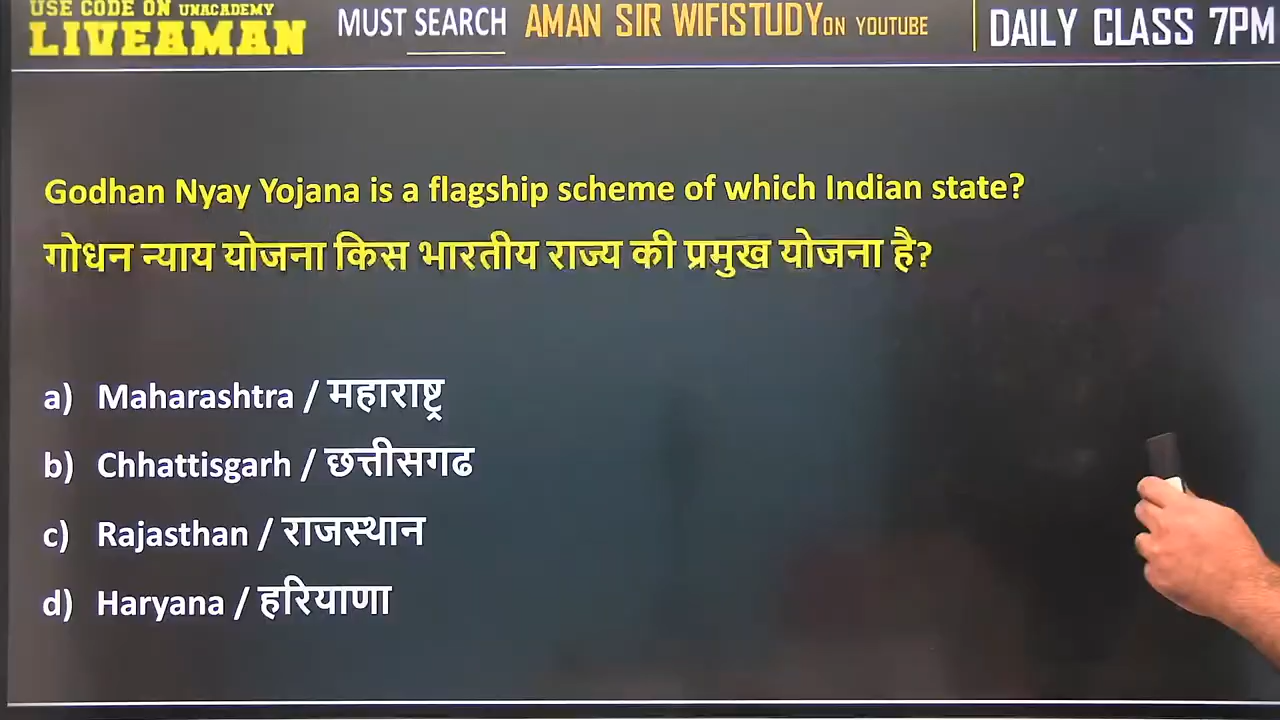 USE CODE ON UNACADEMY
LIVEAMAN
MUST SEARCH AMAN SIR WIFISTUDY ON YOUTUBE
DAILY CLASS 7PM
Godhan Nyay Yojana is a flagship scheme of which Indian state?
गोधन न्याय योजना किस भारतीय राज्य की प्रमुख योजना है?
a) Maharashtra / महाराष्ट्र
b) Chhattisgarh / छत्तीसगढ
c) Rajasthan / राजस्थान
d) Haryana / हरियाणा